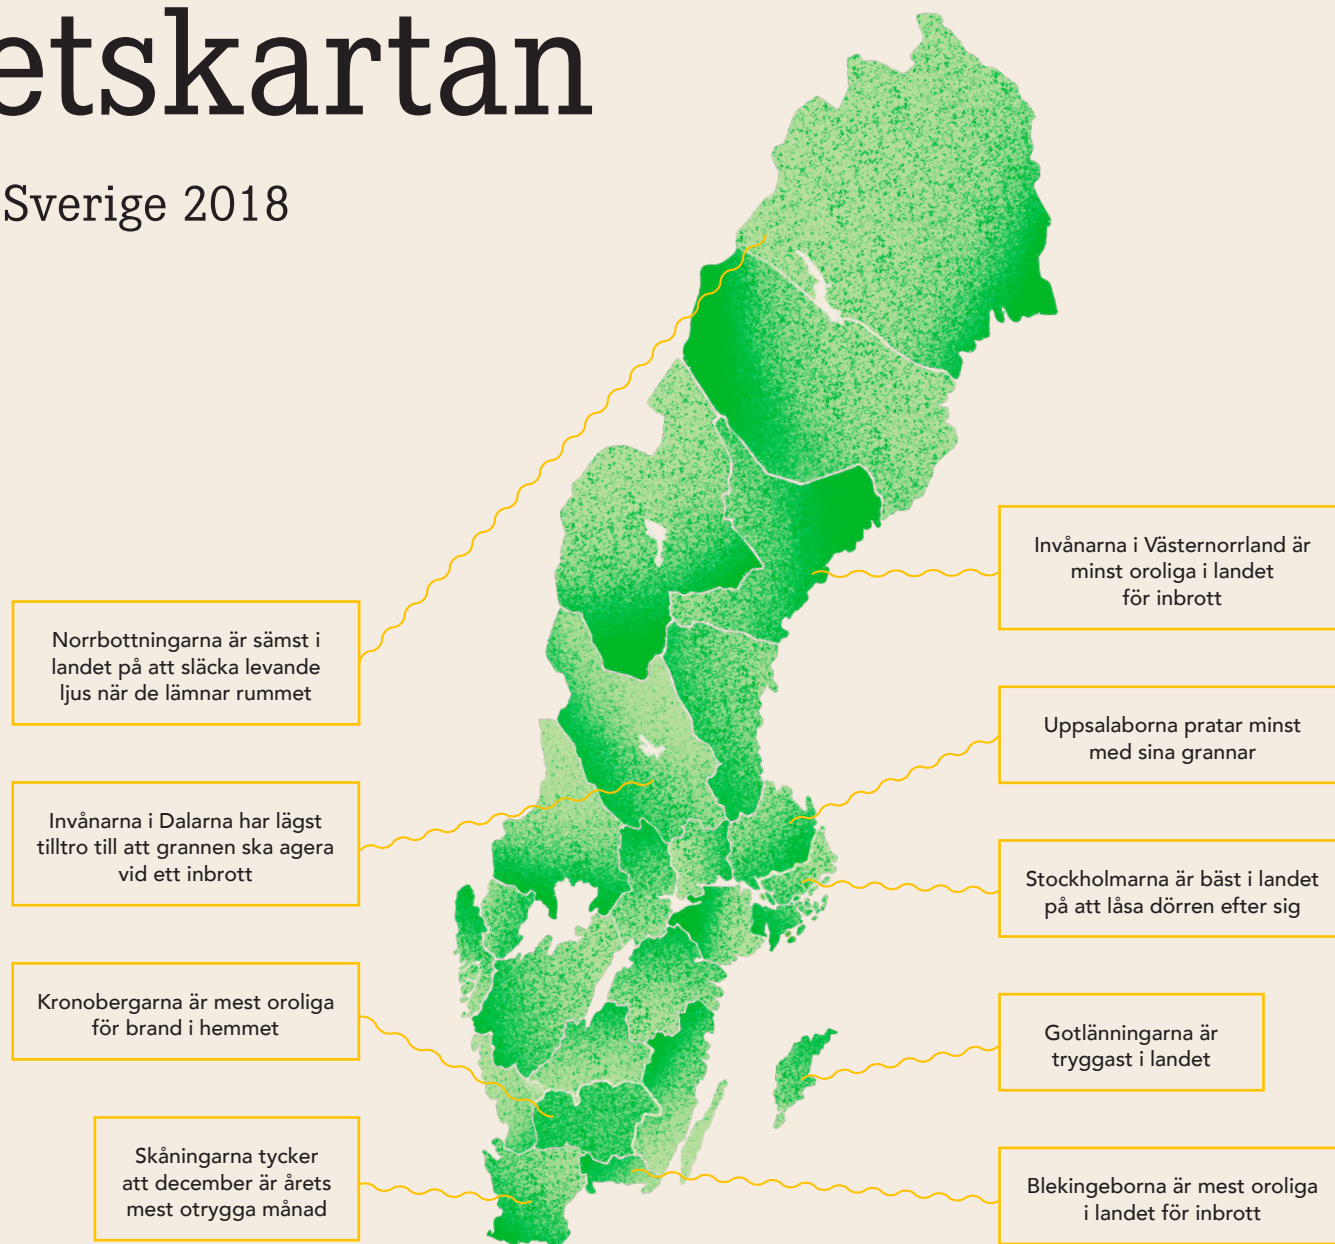 etskartan
Sverige 2018
Norrbottningarna är sämst i
landet på att släcka levande
ljus när de lämnar rummet
Invånarna i Dalarna har lägst
tilltro till att grannen ska agera
vid ett inbrott
Kronobergarna är mest oroliga
för brand i hemmet
Skåningarna tycker
att december är årets
mest otrygga månad
Invånarna i Västernorrland är
minst oroliga i landet
för inbrott
Uppsalaborna pratar minst
med sina grannar
Stockholmarna är bäst i landet
på att låsa dörren efter sig
Gotlänningarna är
tryggast i landet
Blekingeborna är mest oroliga
i landet för inbrott